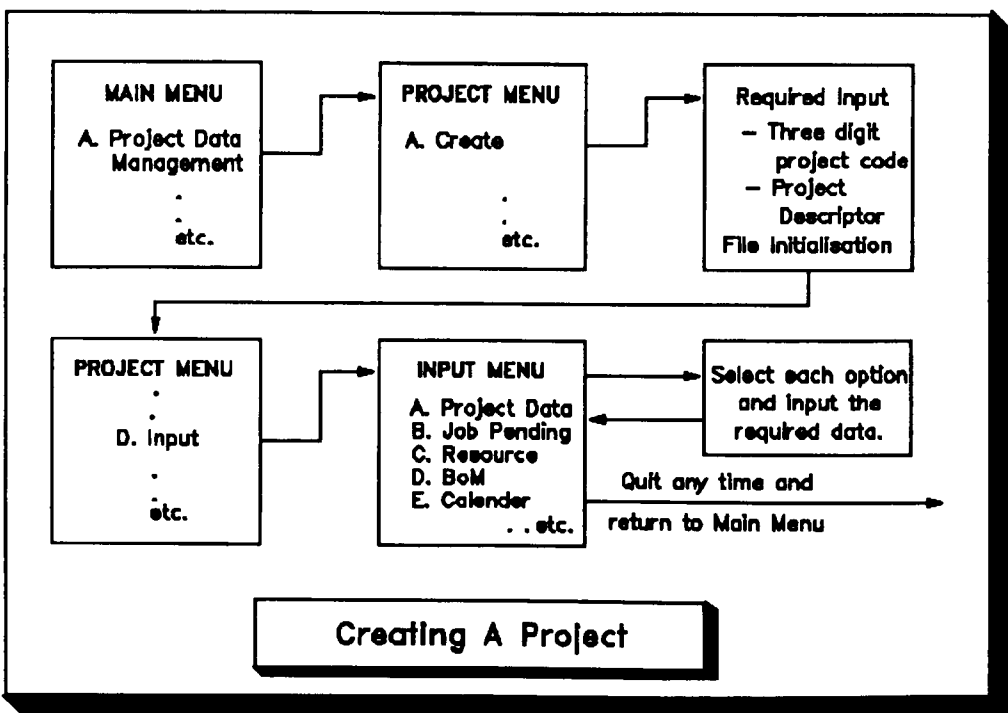 MAIN MENU
A. Project Data
Management
.
.
etc.
PROJECT MENU
A. Create
.
.
etc.
Required Input
- Three digit
project code
- Project
Descriptor
File Initialisation
PROJECT MENU
.
.
D. Input
.
.
etc.
INPUT MENU
A. Project Data
B. Job Pending
C. Resource
D. BoM
E. Calender
. . etc.
Select each option
and input the
required data.
Quit any time and
return to Main Menu
Creating A Project